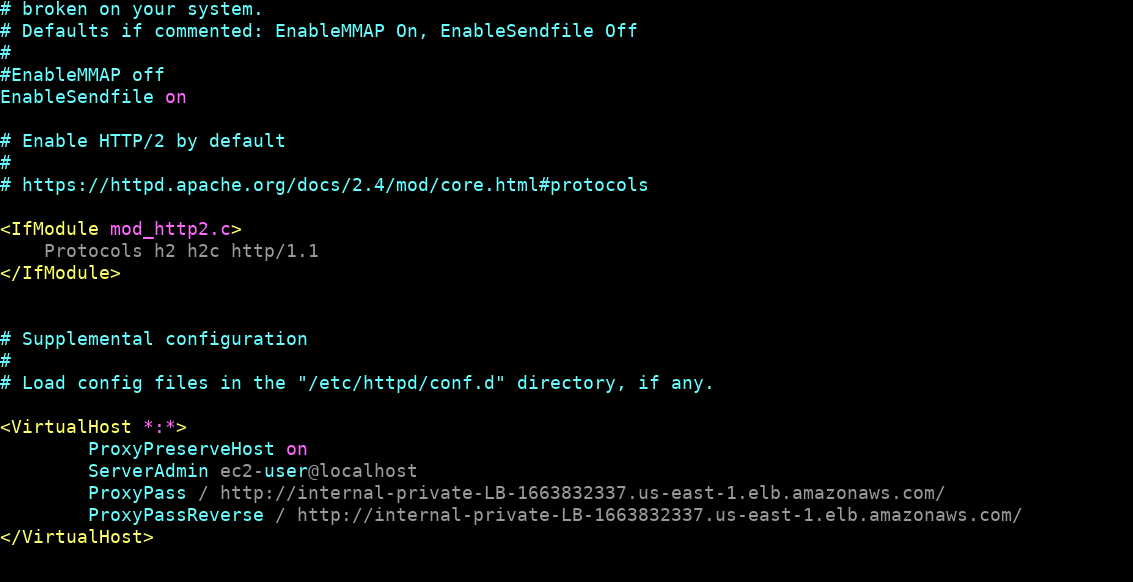 # broken on your system.
# Defaults if commented: EnableMMAP On, EnableSendfile Off
#
#EnableMMAP off
EnableSendfile on
# Enable HTTP/2 by default
#
# https://httpd.apache.org/docs/2.4/mod/core.html#protocols
<IfModule mod_http2.c>
    Protocols h2 h2c http/1.1
</IfModule>
# Supplemental configuration
#
# Load config files in the "/etc/httpd/conf.d" directory, if any.
<VirtualHost *:*>
        ProxyPreserveHost on
        ServerAdmin ec2-user@localhost
        ProxyPass / http://internal-private-LB-1663832337.us-east-1.elb.amazonaws.com/
        ProxyPassReverse / http://internal-private-LB-1663832337.us-east-1.elb.amazonaws.com/
</VirtualHost>